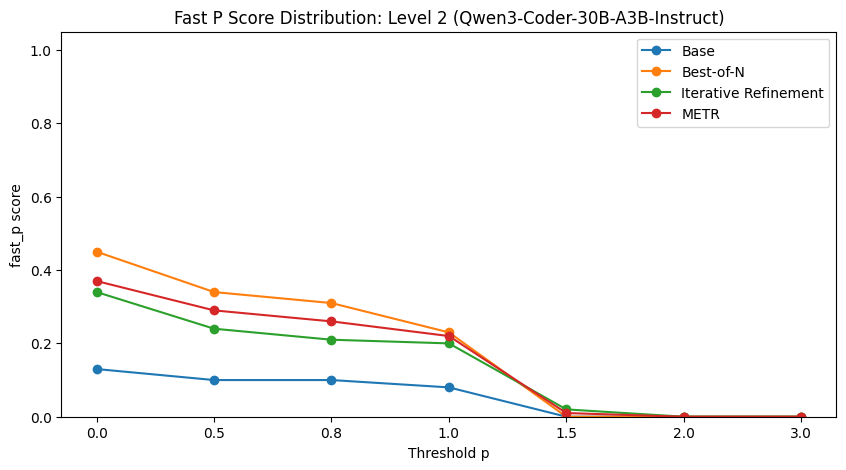 Fast P Score Distribution: Level 2 (Qwen3-Coder-30B-A3B-Instruct)
Base
Best-of-N
Iterative Refinement
METR
fast_p score
1.0
0.8
0.6
0.4
0.2
0.0
0.0 0.5 0.8 1.0 1.5 2.0 3.0
Threshold p